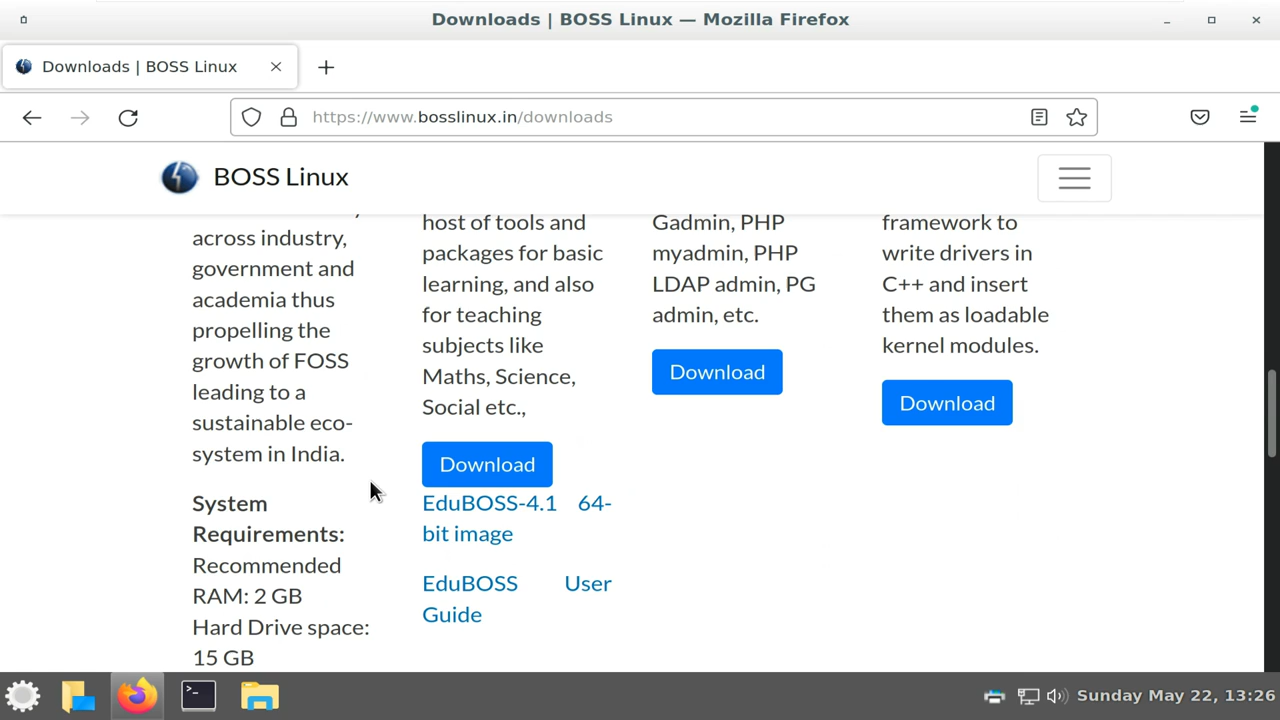 Downloads | BOSS Linux — Mozilla Firefox
Downloads | BOSS Linux
https://www.bosslinux.in/downloads
BOSS Linux
across industry,
government and
academia thus
propelling the
growth of FOSS
leading to a
sustainable eco-
system in India.
System
Requirements:
Recommended
RAM: 2 GB
Hard Drive space:
15 GB
host of tools and
packages for basic
learning, and also
for teaching
subjects like
Maths, Science,
Social etc.,
Download
EduBOSS-4.1 64-
bit image
EduBOSS User
Guide
Gadmin, PHP
myadmin, PHP
LDAP admin, PG
admin, etc.
Download
framework to
write drivers in
C++ and insert
them as loadable
kernel modules.
Download
Sunday May 22, 13:26